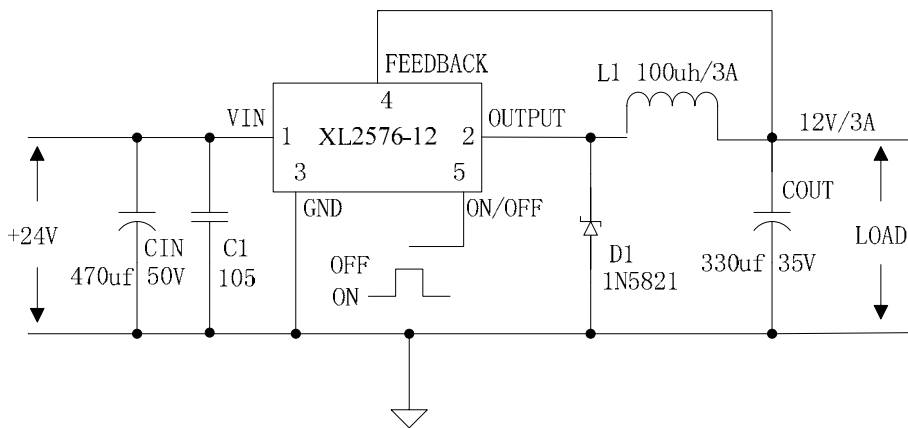 FEEDBACK
L1 100uh/3A
4
VIN
1 XL2576-12 2
OUTPUT
12V/3A
3
5
GND
ON/OFF
COUT
+24V
CIN
470uf 50V
C1
105
OFF
ON
D1
1N5821
330uf 35V
LOAD